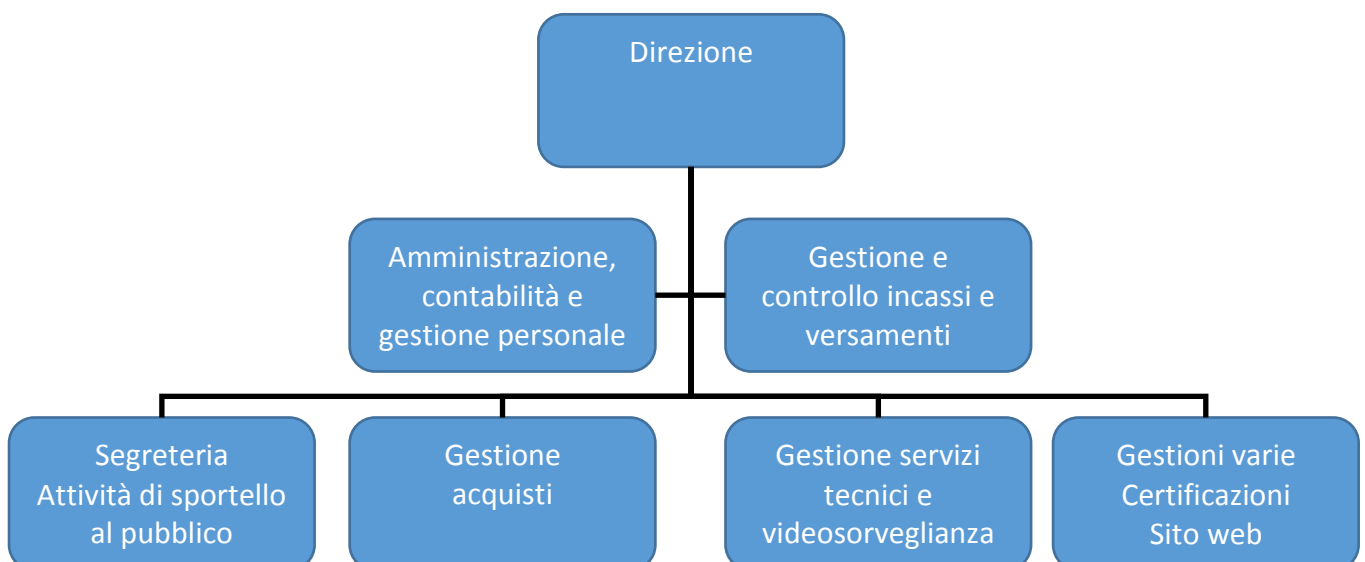 Direzione
Amministrazione,
contabilità e
gestione personale
Gestione e
controllo incassi e
versamenti
Segreteria
Attività di sportello
al pubblico
Gestione
acquisti
Gestione servizi
tecnici e
videosorveglianza
Gestioni varie
Certificazioni
Sito web